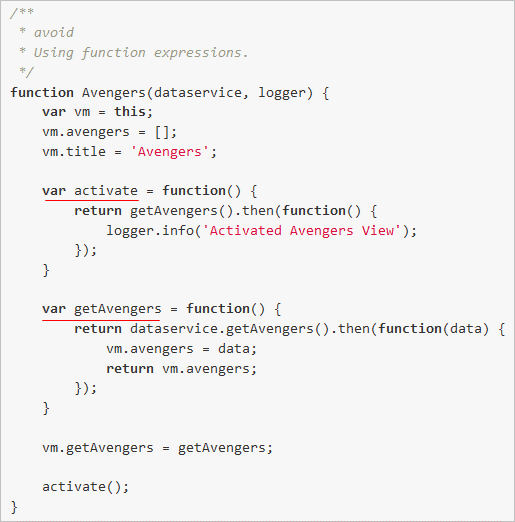 /**
 * avoid
 * Using function expressions.
 */
function Avengers(dataservice, logger) {
    var vm = this;
    vm.avengers = [];
    vm.title = 'Avengers';

    var activate = function() {
        return getAvengers().then(function() {
            logger.info('Activated Avengers View');
        });
    }

    var getAvengers = function() {
        return dataservice.getAvengers().then(function(data) {
            vm.avengers = data;
            return vm.avengers;
        });
    }

    vm.getAvengers = getAvengers;

    activate();
}